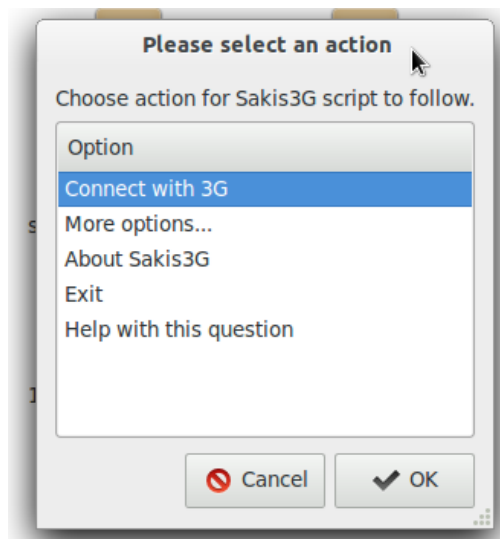 Please select an action
Choose action for Sakis3G script to follow.
Option
Connect with 3G
More options...
About Sakis3G
Exit
Help with this question
Cancel
OK